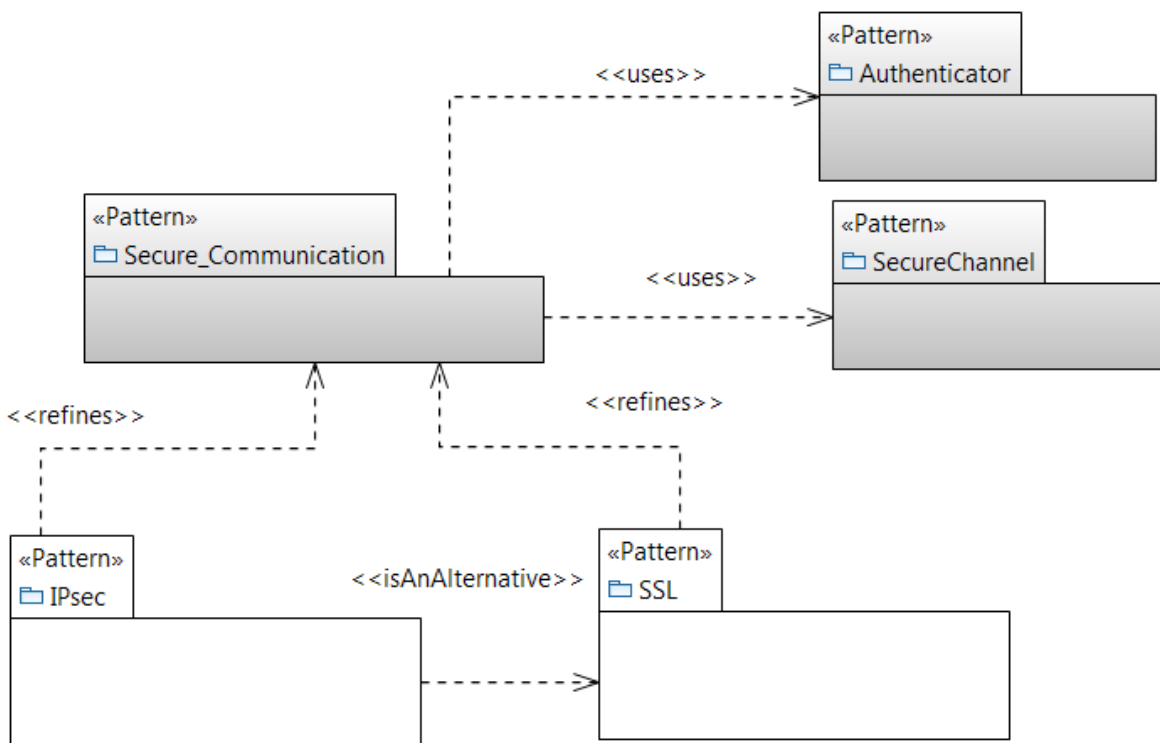 «Pattern»
Authenticator
<<uses>>
«Pattern»
Secure_Communication
«Pattern»
SecureChannel
<<uses>>
<<refines>>
<<refines>>
«Pattern»
IPsec
<<isAnAlternative>>
«Pattern»
SSL